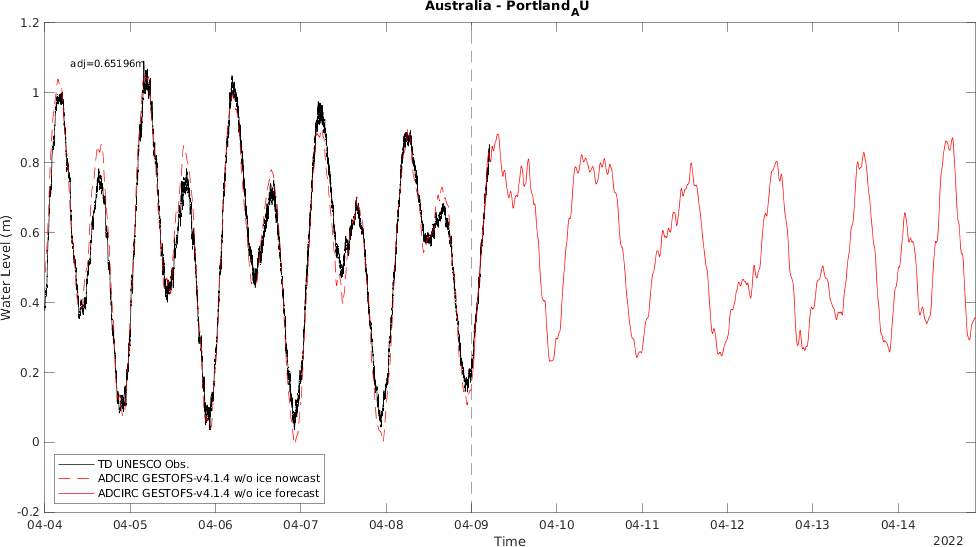 Australia - Portland_AU
adj=0.65196m
1.2
1
0.8
0.6
0.4
0.2
0
-0.2
Water Level (m)
TD UNESCO Obs.
ADCIRC GESTOFS-v4.1.4 w/o ice nowcast
ADCIRC GESTOFS-v4.1.4 w/o ice forecast
04-04 04-05 04-06 04-07 04-08 04-09 04-10 04-11 04-12 04-13 04-14
Time
2022